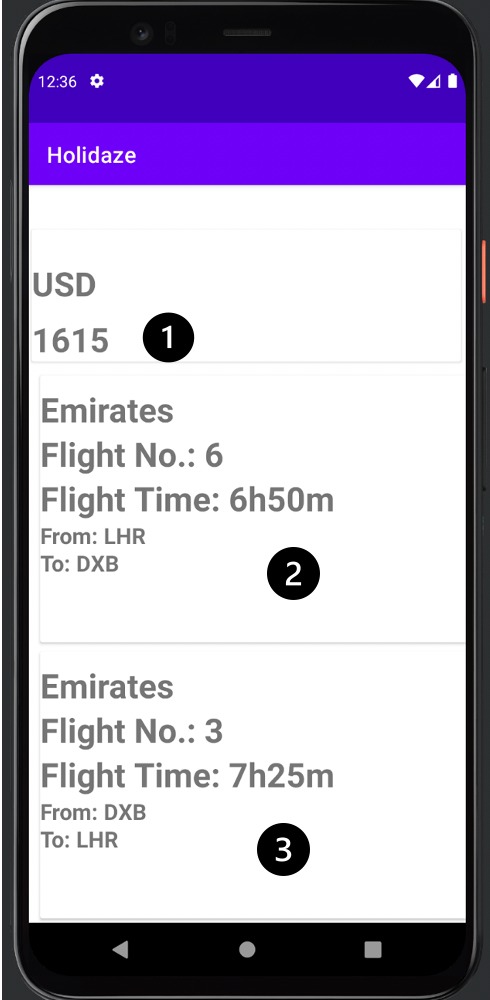 12:36
Holidaze
USD
1615
1
Emirates
Flight No.: 6
Flight Time: 6h50m
From: LHR
To: DXB
2
Emirates
Flight No.: 3
Flight Time: 7h25m
From: DXB
To: LHR
3